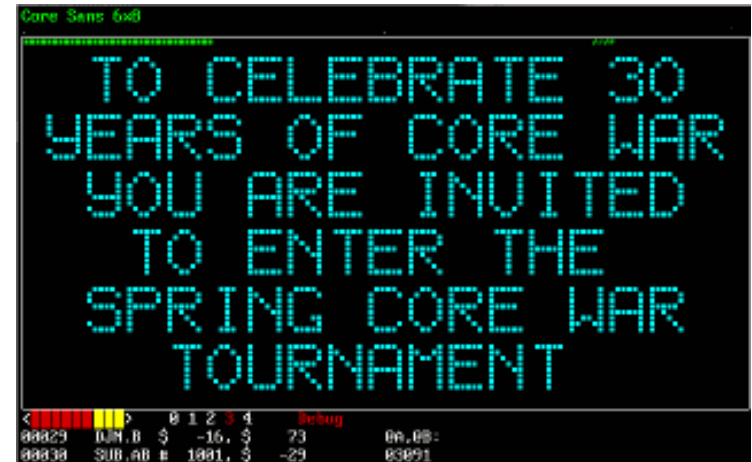 Core Sans 6x8
TO CELEBRATE 30
YEARS OF CORE WAR
YOU ARE INVITED
TO ENTER THE
SPRING CORE WAR
TOURNAMENT
< > 0 1 2 3 4 Debug
00029 DJN.B $ -16, $ 73 0A,0B:
00030 SUB.AB # 1001, $ -29 03091